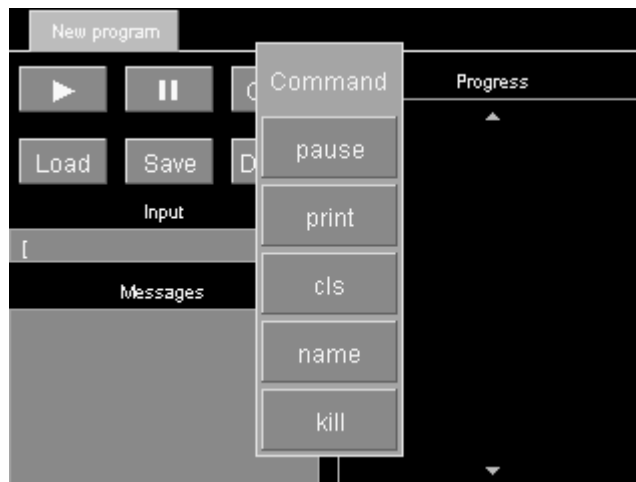 New program
Command
Progress
pause
Load Save
Input
print
[
Messages
cls
name
kill